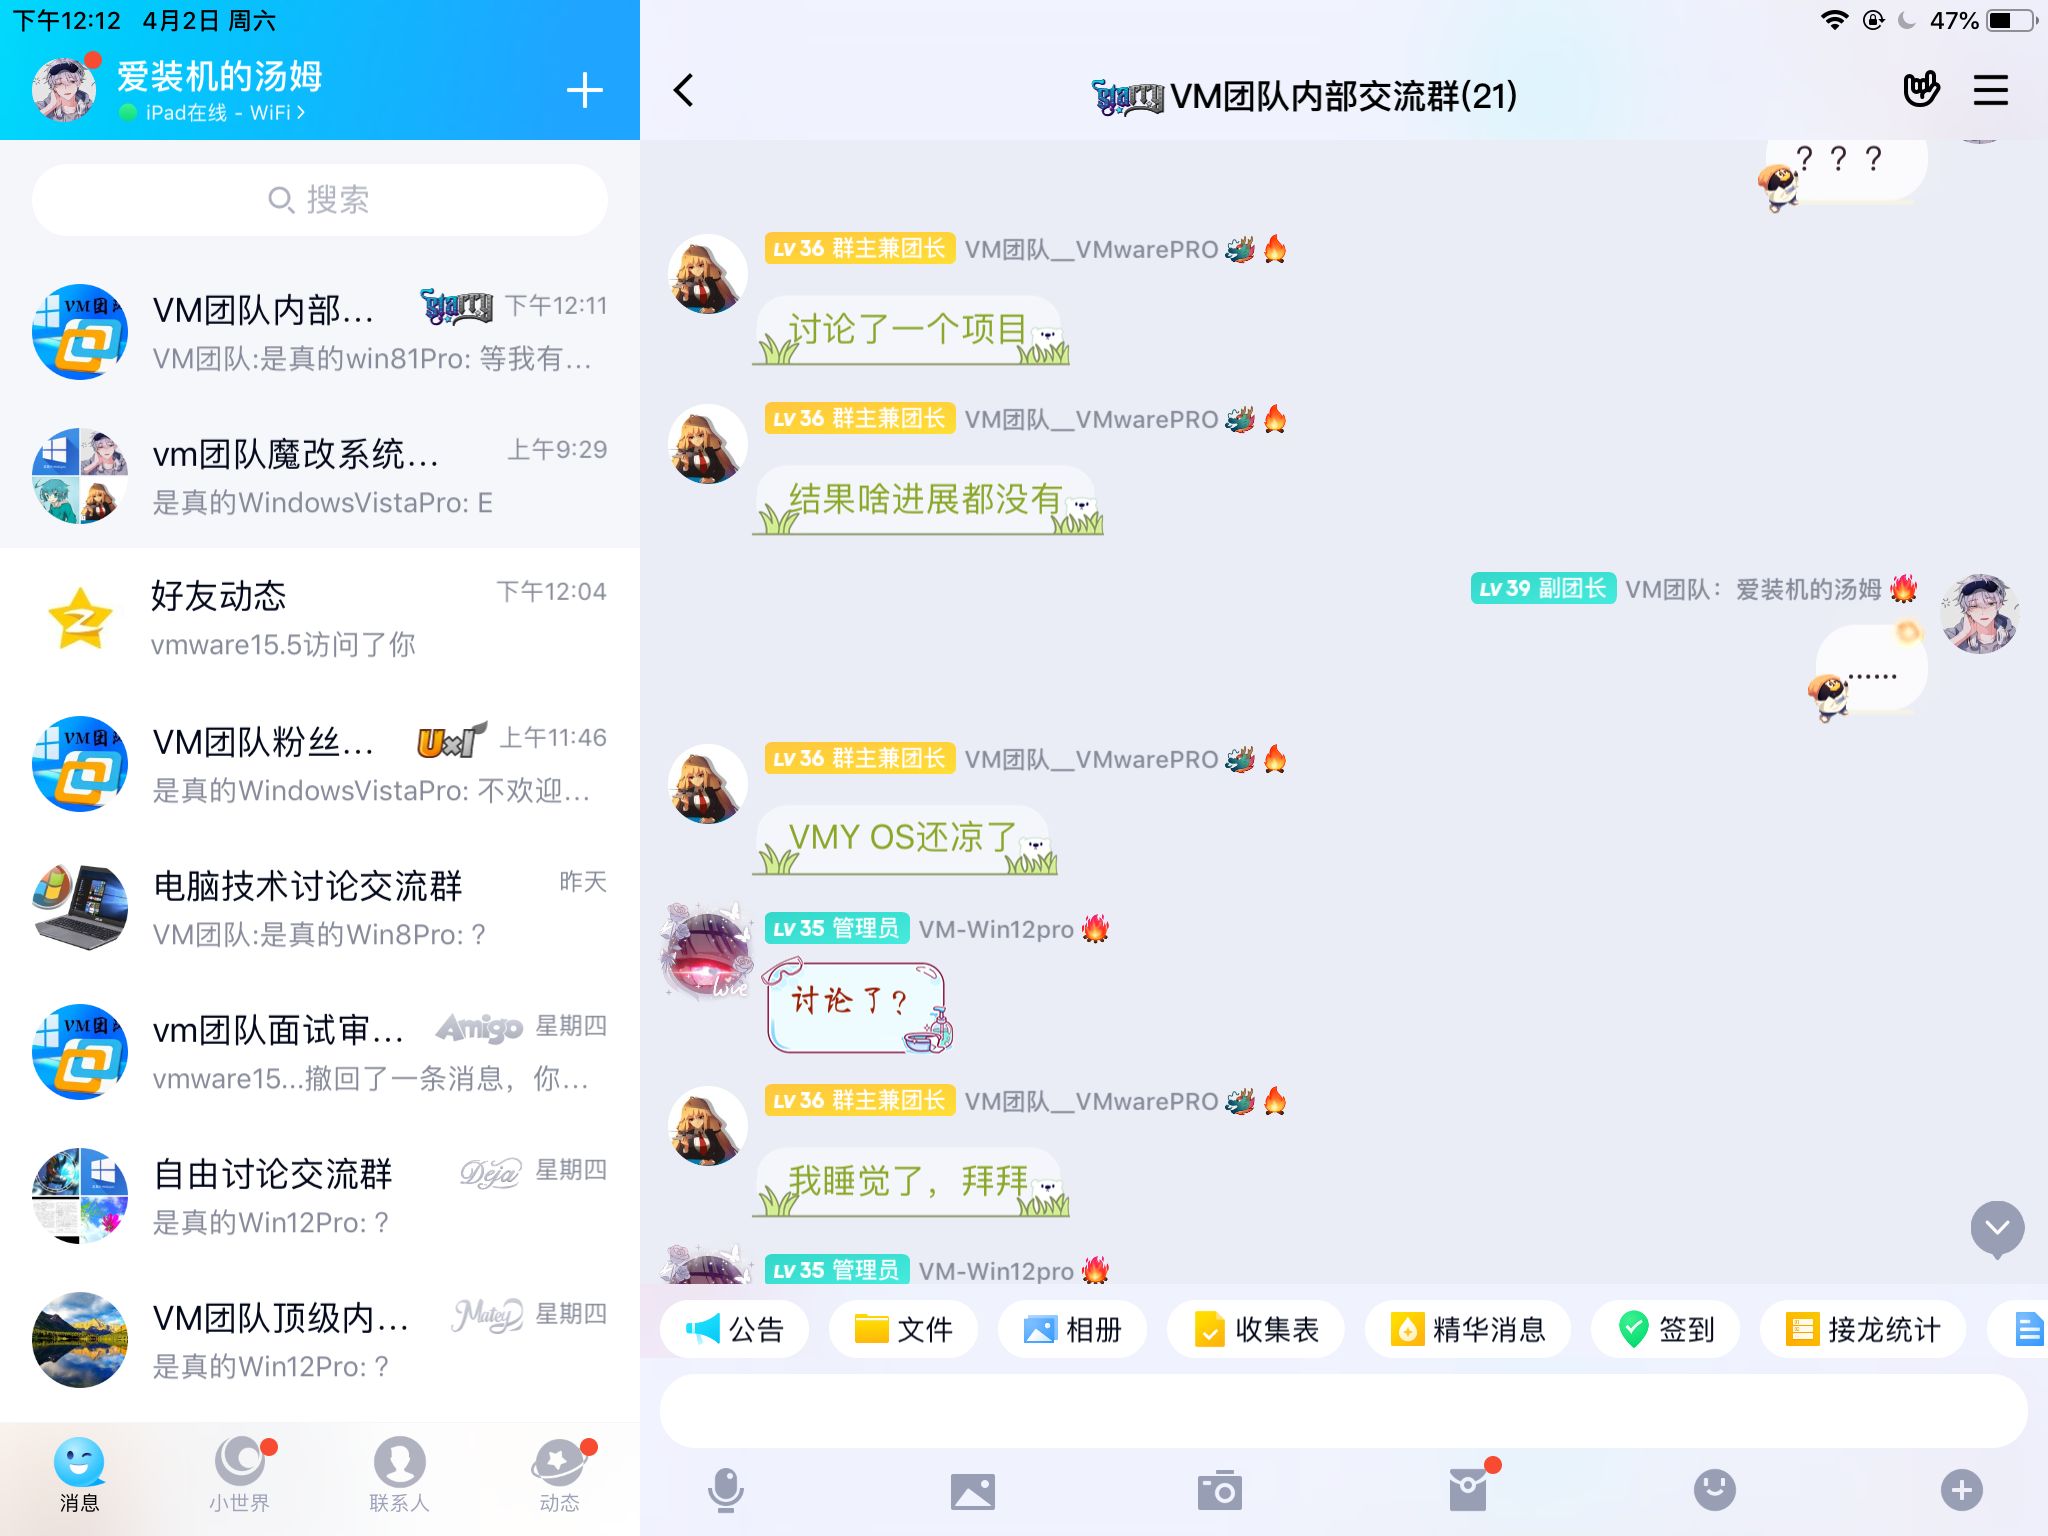 下午12:12 4月2日 周六
47%
爱装机的汤姆
iPad在线 - WiFi
搜索
VM团队内部... Starry 下午12:11
VM团队:是真的win81Pro: 等我有...
vm团队魔改系统... 上午9:29
是真的WindowsVistaPro: E
好友动态 下午12:04
vmware15.5访问了你
VM团队粉丝... UxI 上午11:46
是真的WindowsVistaPro: 不欢迎...
电脑技术讨论交流群 昨天
VM团队:是真的Win8Pro: ?
vm团队面试审... Amigo 星期四
vmware15...撤回了一条消息，你...
自由讨论交流群 Deja 星期四
是真的Win12Pro: ?
VM团队顶级内... Matey 星期四
是真的Win12Pro: ?
消息
小世界
联系人
动态
Starry VM团队内部交流群(21)
？？？
LV 36 群主兼团长 VM团队__VMwarePRO
讨论了一个项目
LV 36 群主兼团长 VM团队__VMwarePRO
结果啥进展都没有
LV 39 副团长 VM团队：爱装机的汤姆
......
LV 36 群主兼团长 VM团队__VMwarePRO
VMY OS还凉了
LV 35 管理员 VM-Win12pro
讨论了？
LV 36 群主兼团长 VM团队__VMwarePRO
我睡觉了，拜拜
LV 35 管理员 VM-Win12pro
公告
文件
相册
收集表
精华消息
签到
接龙统计